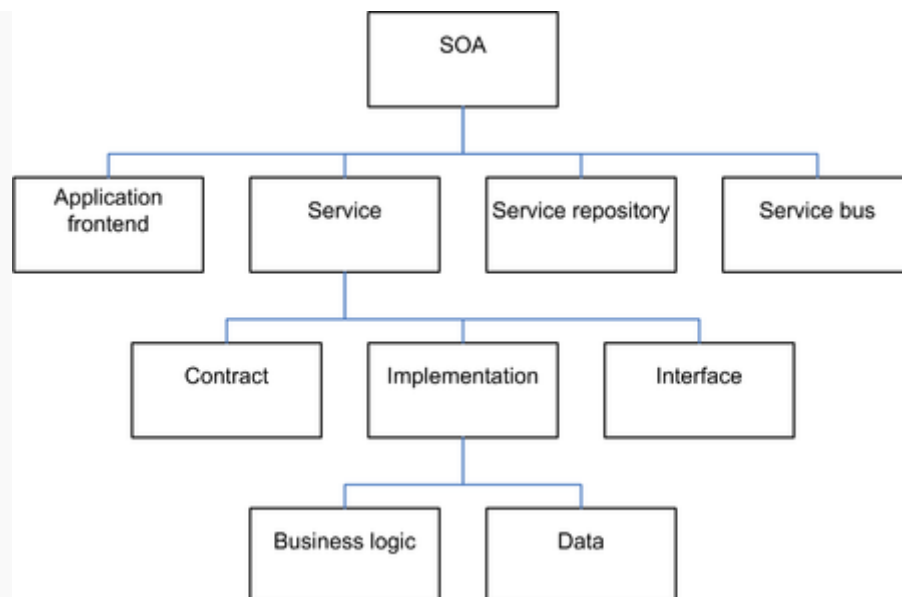 SOA
Application
frontend
Service
Service repository
Service bus
Contract
Implementation
Interface
Business logic
Data